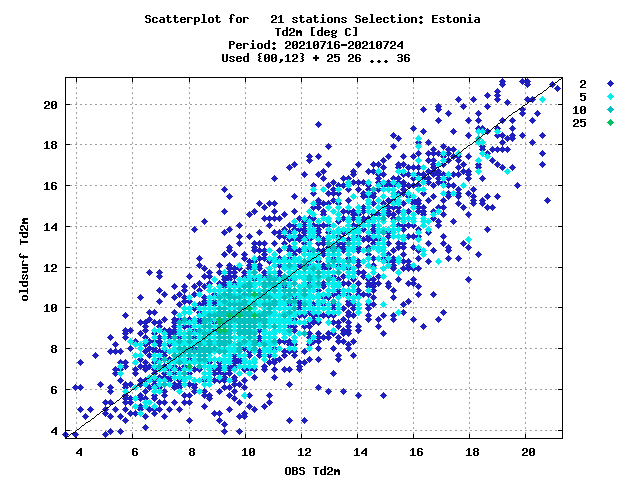 Scatterplot for   21 stations Selection: Estonia
Td2m [deg C]
Period: 20210716-20210724
Used {00,12} + 25 26 ... 36
2
5
10
25
20
18
16
14
12
10
8
6
4
oldsurf Td2m
4 6 8 10 12 14 16 18 20
OBS Td2m